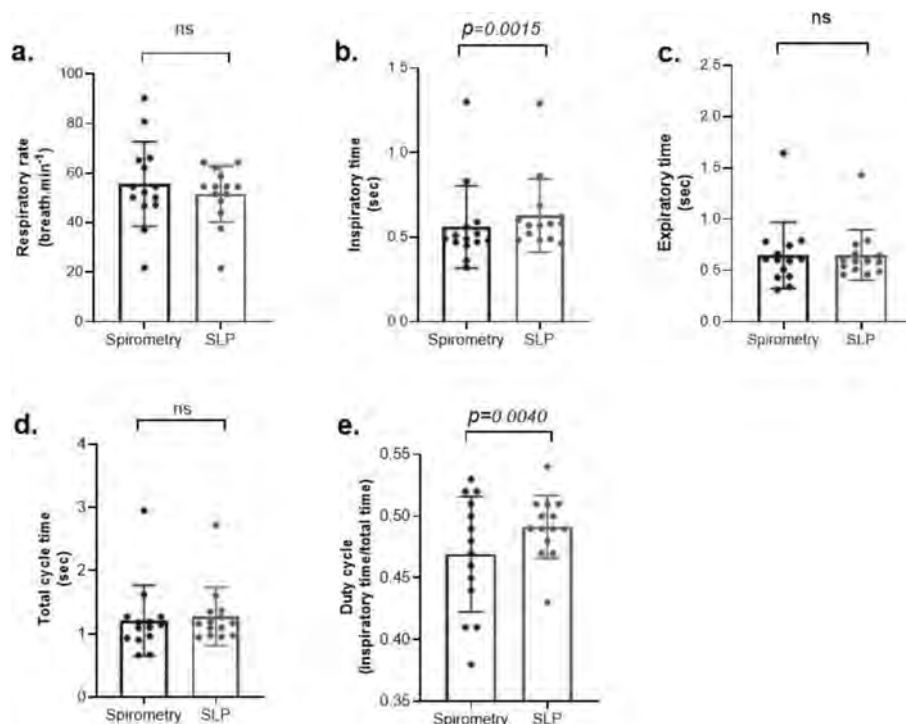 a.
ns
Respiratory rate
(breath.min⁻¹)
100
80
60
40
20
0
Spirometry SLP
b.
p=0.0015
Inspiratory time
(sec)
1.5
1.0
0.5
0.0
Spirometry SLP
c.
ns
Expiratory time
(sec)
2.5
2.0
1.5
1.0
0.5
0.0
Spirometry SLP
d.
ns
Total cycle time
(sec)
4
3
2
1
0
Spirometry SLP
e.
p=0.0040
Duty cycle
(inspiratory time/total time)
0.55
0.50
0.45
0.40
0.35
Spirometry SLP